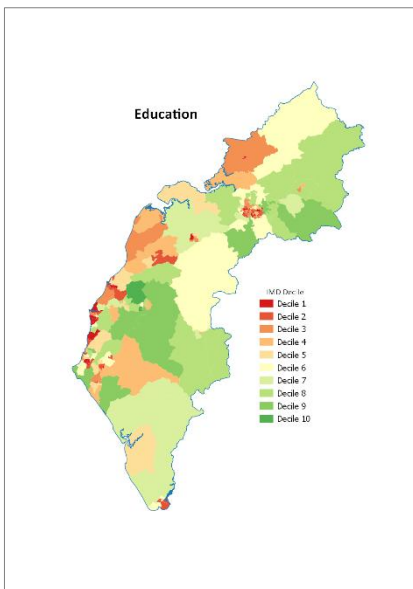 Education
IMD Decile
Decile 1
Decile 2
Decile 3
Decile 4
Decile 5
Decile 6
Decile 7
Decile 8
Decile 9
Decile 10